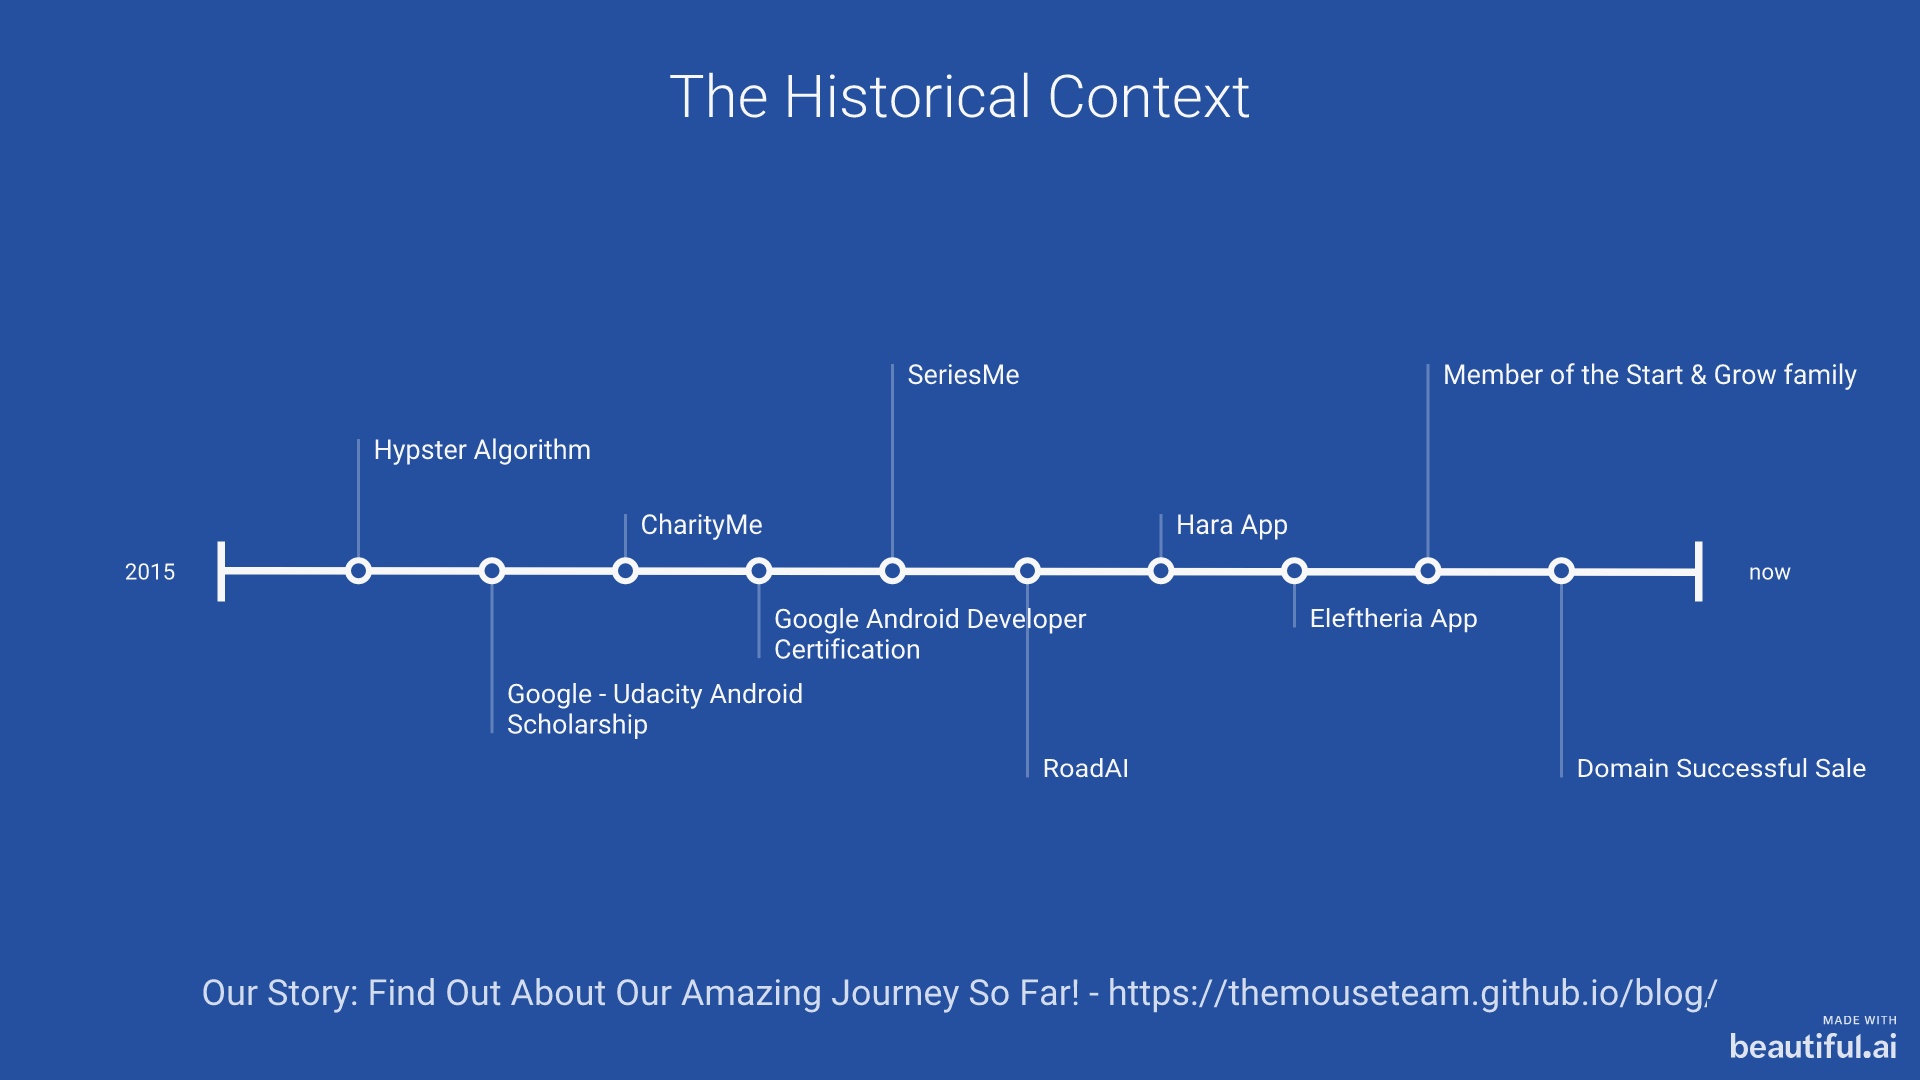 The Historical Context
SeriesMe
Member of the Start & Grow family
Hypster Algorithm
CharityMe
Hara App
2015
now
Google Android Developer
Certification
Eleftheria App
Google - Udacity Android
Scholarship
RoadAI
Domain Successful Sale
Our Story: Find Out About Our Amazing Journey So Far! - https://themouseteam.github.io/blog/
MADE WITH
beautiful.ai